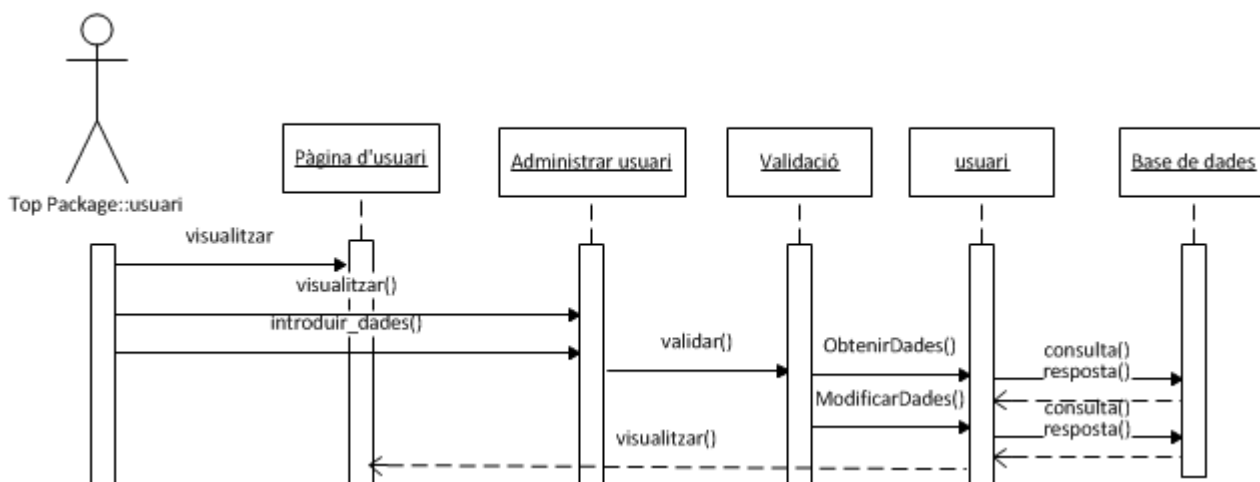 Pàgina d'usuari
Administrar usuari
Validació
usuari
Base de dades
Top Package::usuari
visualitzar
visualitzar()
introduir_dades()
validar()
ObtenirDades()
consulta()
resposta()
ModificarDades()
consulta()
resposta()
visualitzar()